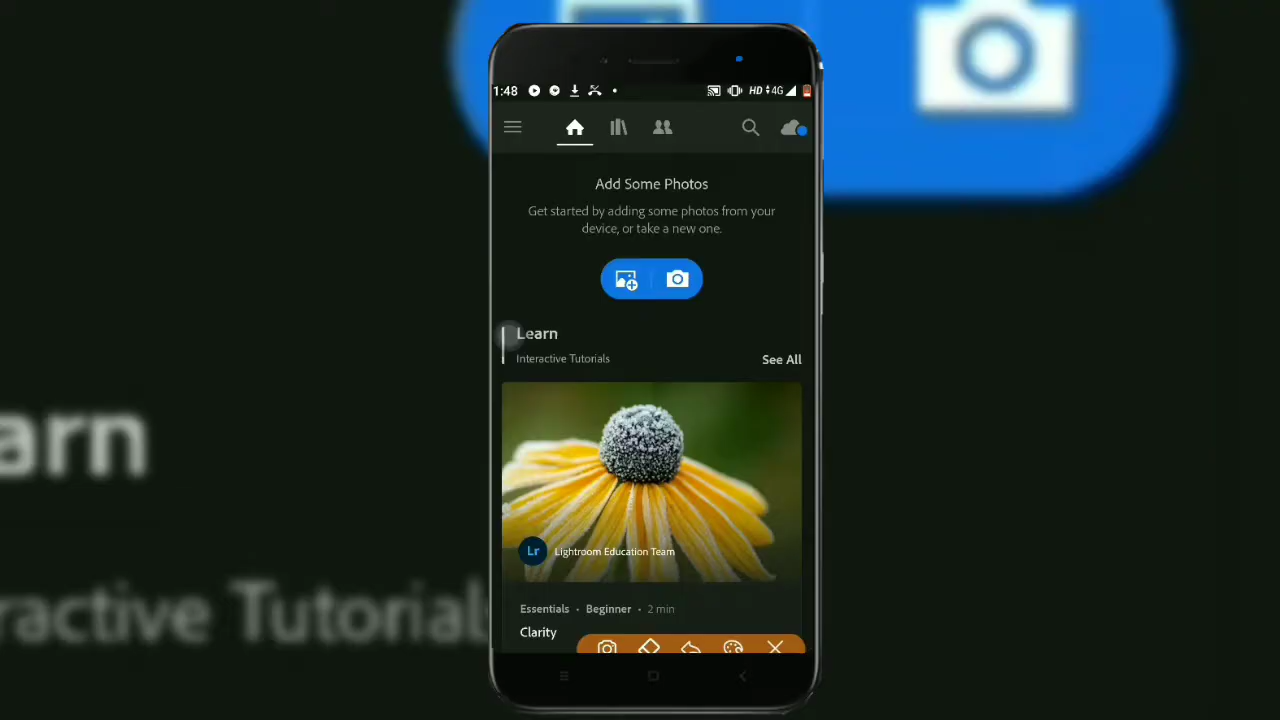 1:48 HD 4G
Add Some Photos
Get started by adding some photos from your
device, or take a new one.
Learn
Interactive Tutorials See All
Lr Lightroom Education Team
Essentials • Beginner • 2 min
Clarity
arn
ractive Tutorials